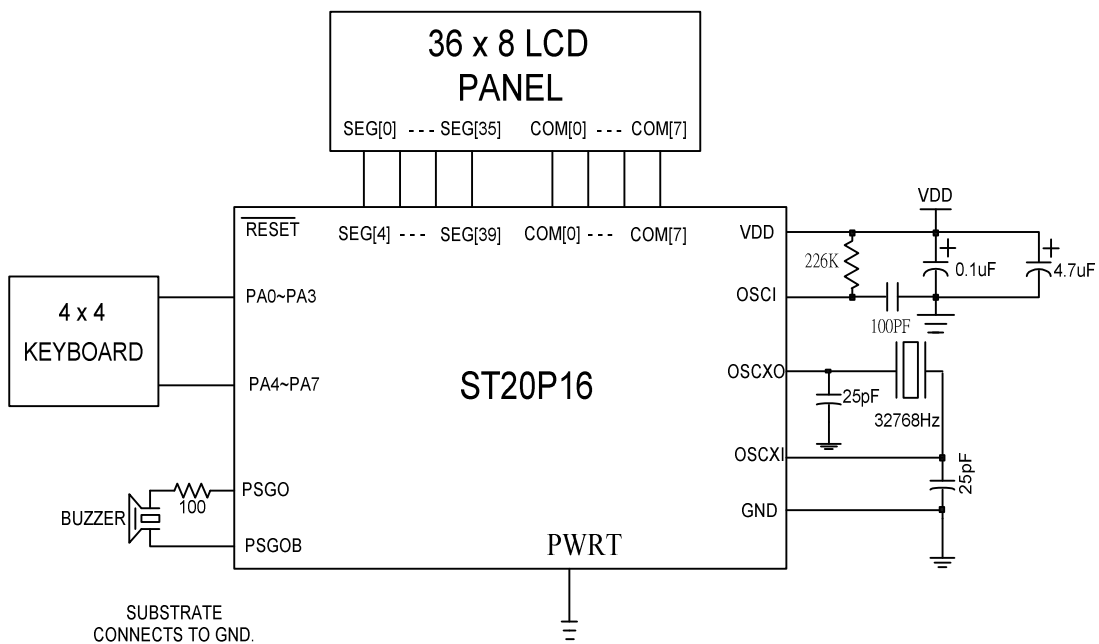 36 x 8 LCD
PANEL
SEG[0] --- SEG[35] COM[0] --- COM[7]
VDD
RESET
SEG[4] --- SEG[39] COM[0] --- COM[7]
VDD
226K
0.1uF
4.7uF
PA0~PA3
OSCI
100PF
4 x 4
KEYBOARD
PA4~PA7
ST20P16
OSCXO
25pF
32768Hz
OSCXI
25pF
PSGO
100
BUZZER
GND
PSGOB
PWRT
SUBSTRATE
CONNECTS TO GND.